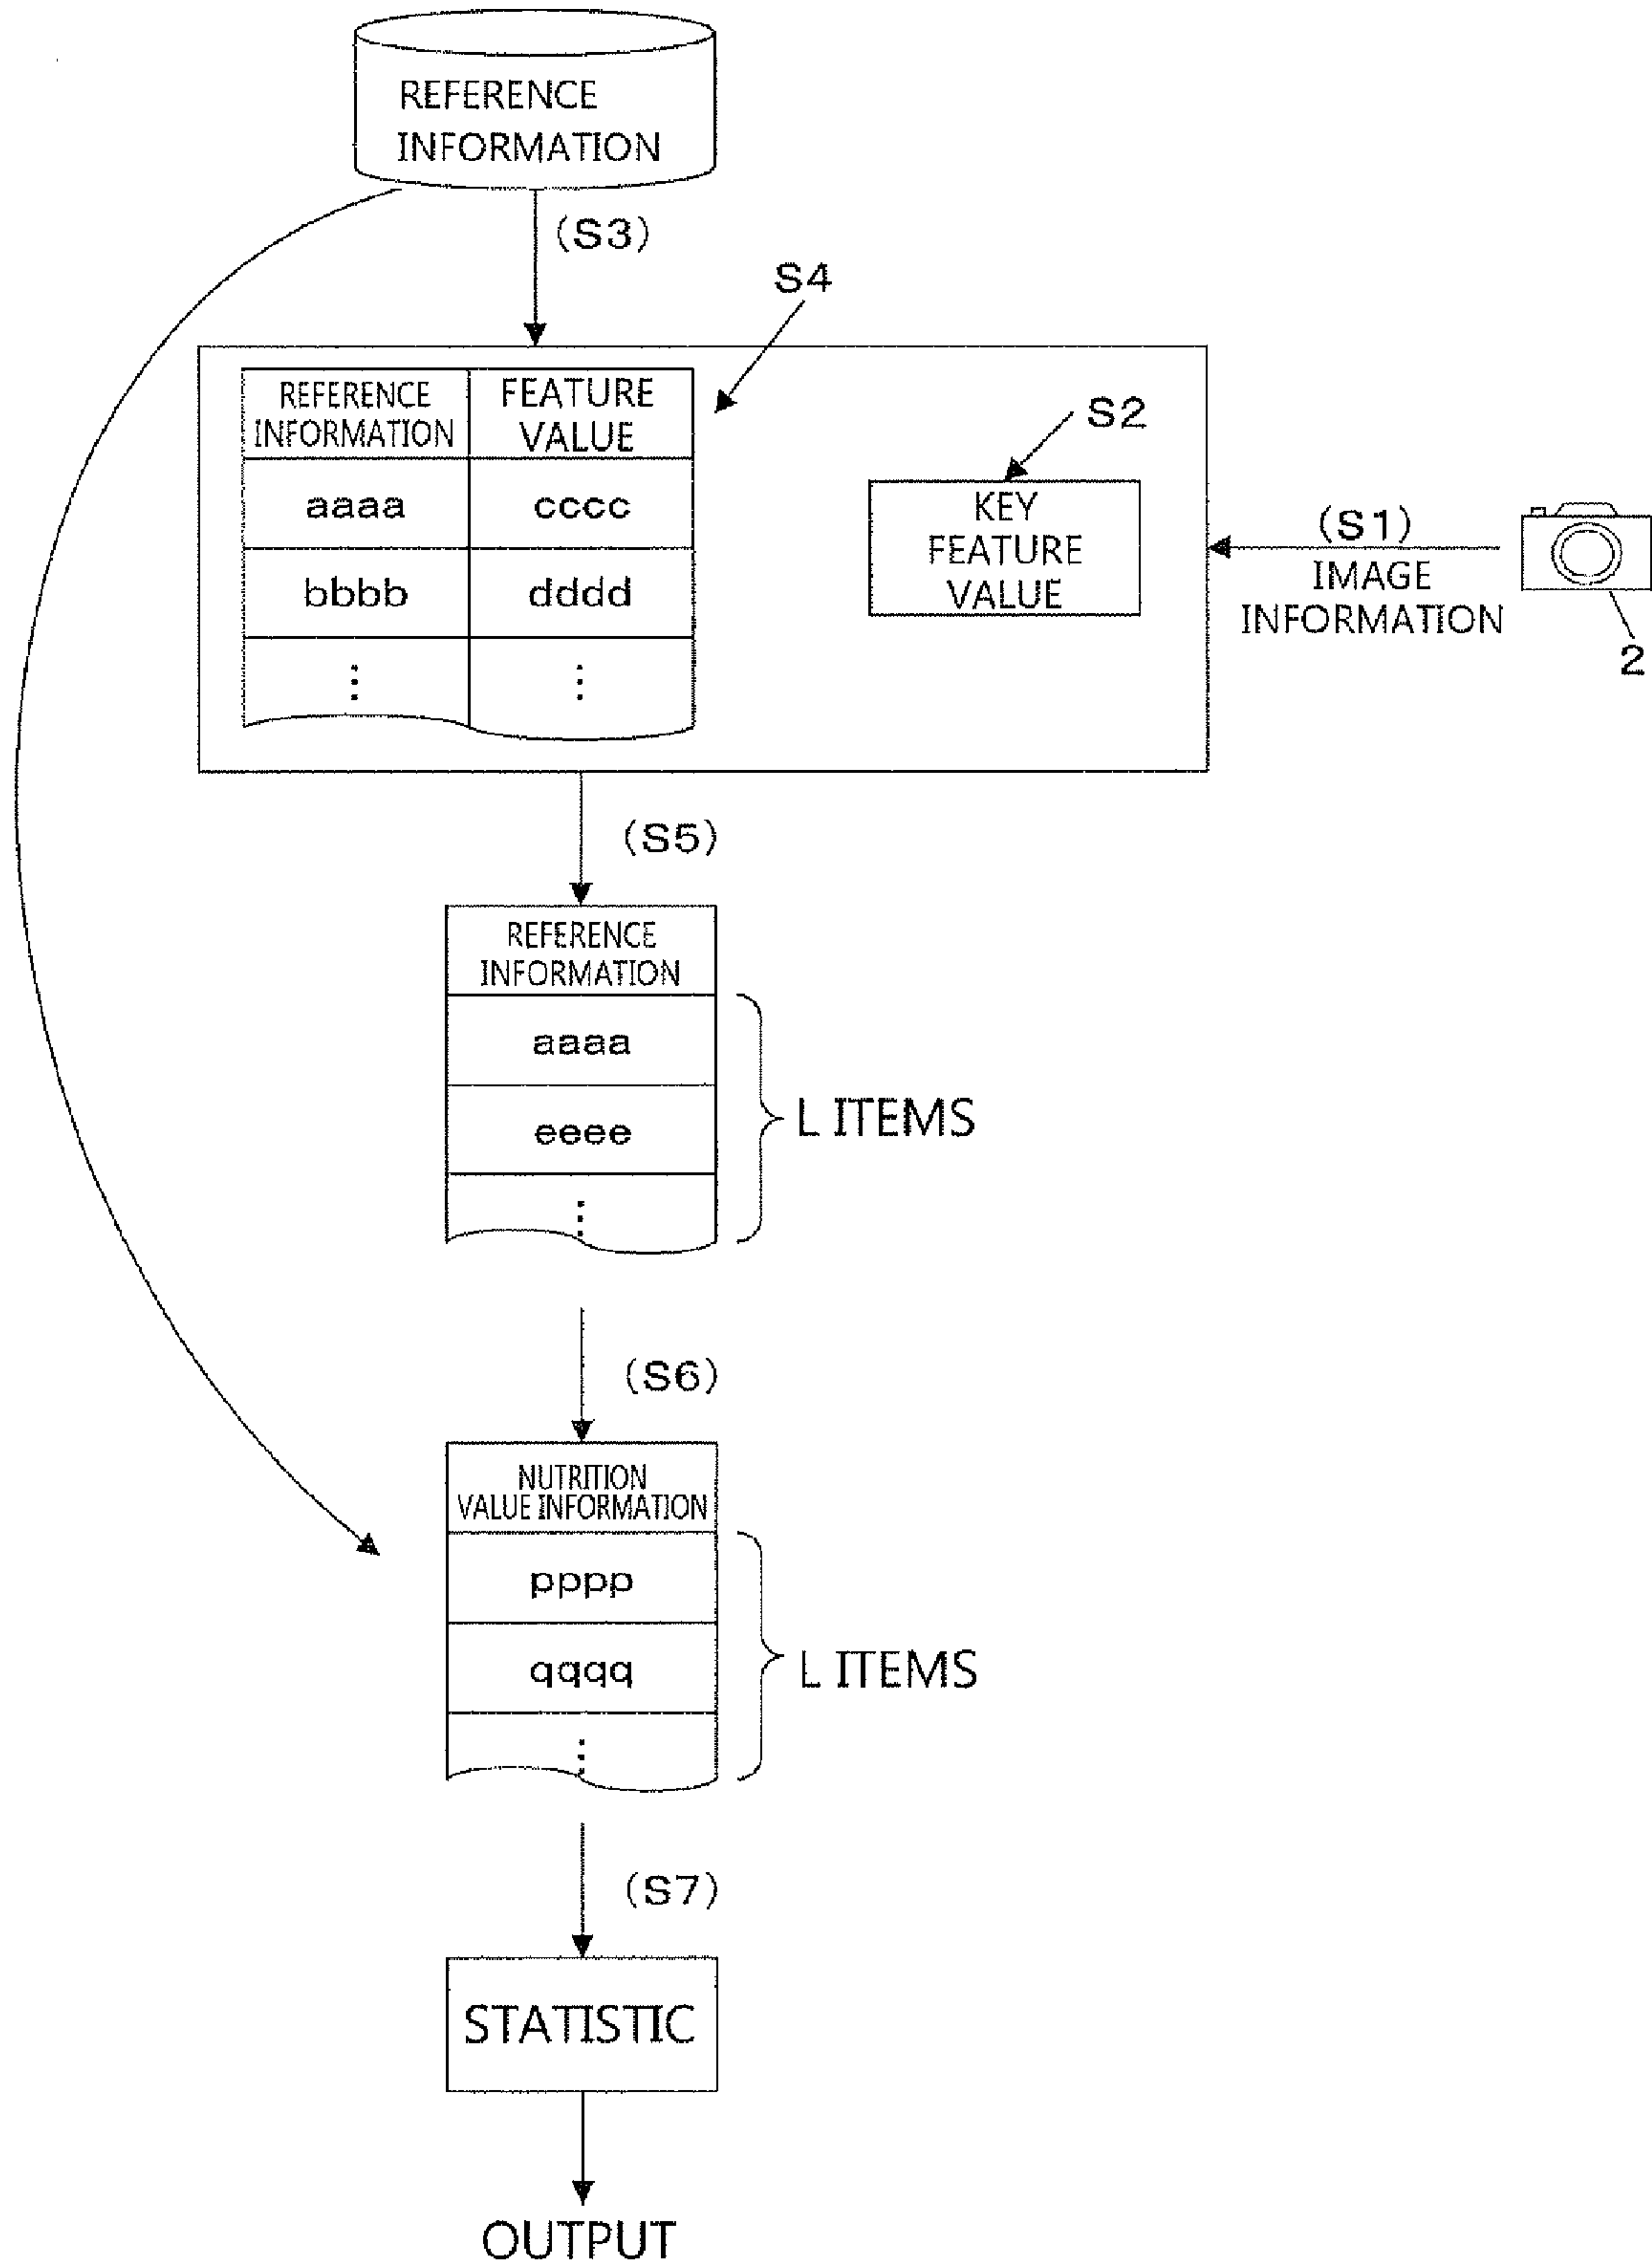 REFERENCE
INFORMATION
(S3)
S4
REFERENCE
INFORMATION
FEATURE
VALUE
S2
aaaa
cccc
KEY
FEATURE
VALUE
(S1)
IMAGE
INFORMATION
2
bbbb
dddd
⋮
⋮
(S5)
REFERENCE
INFORMATION
aaaa
eeee
⋮
L ITEMS
(S6)
NUTRITION
VALUE INFORMATION
pppp
qqqq
⋮
L ITEMS
(S7)
STATISTIC
OUTPUT